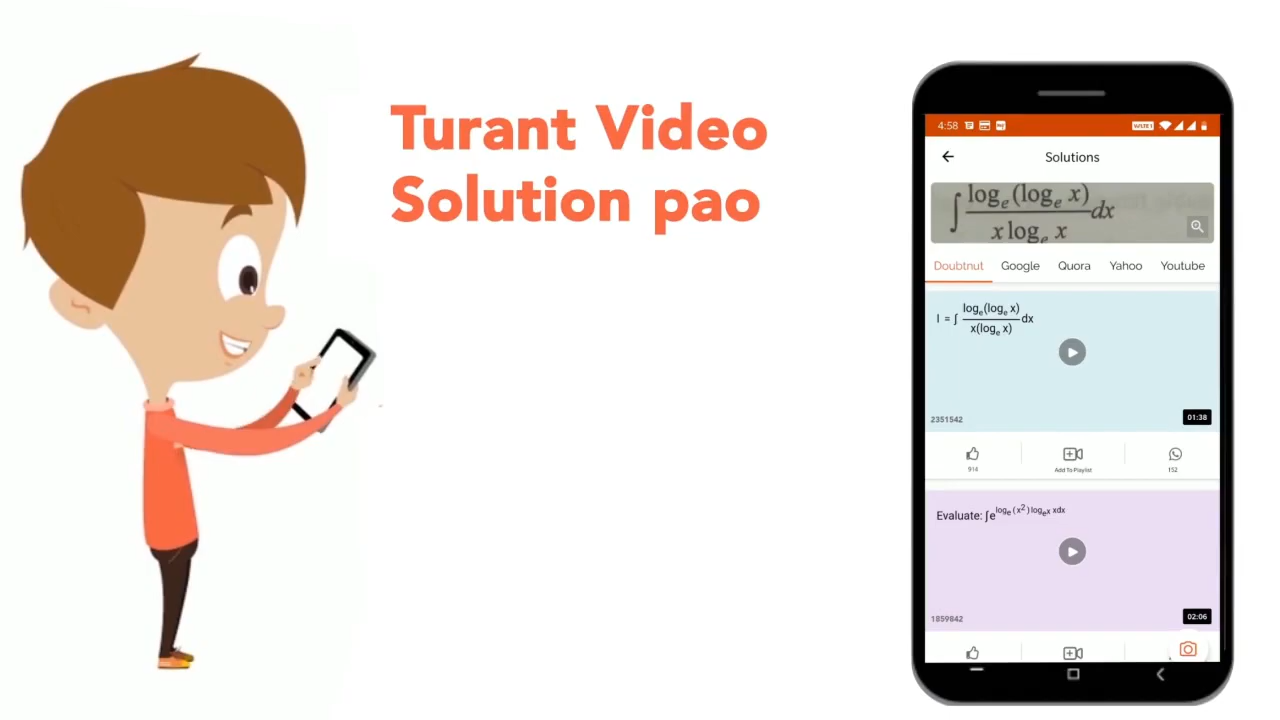 Turant Video
Solution pao
4:58
VoLTE1
Solutions
∫ logₑ(logₑ x) / x logₑ x dx
Doubtnut Google Quora Yahoo Youtube
I = ∫ logₑ(logₑ x) / x(logₑ x) dx
2351542 01:38
914 Add To Playlist 152
Evaluate: ∫e^logₑ(x²)logₑx xdx
1859842 02:06